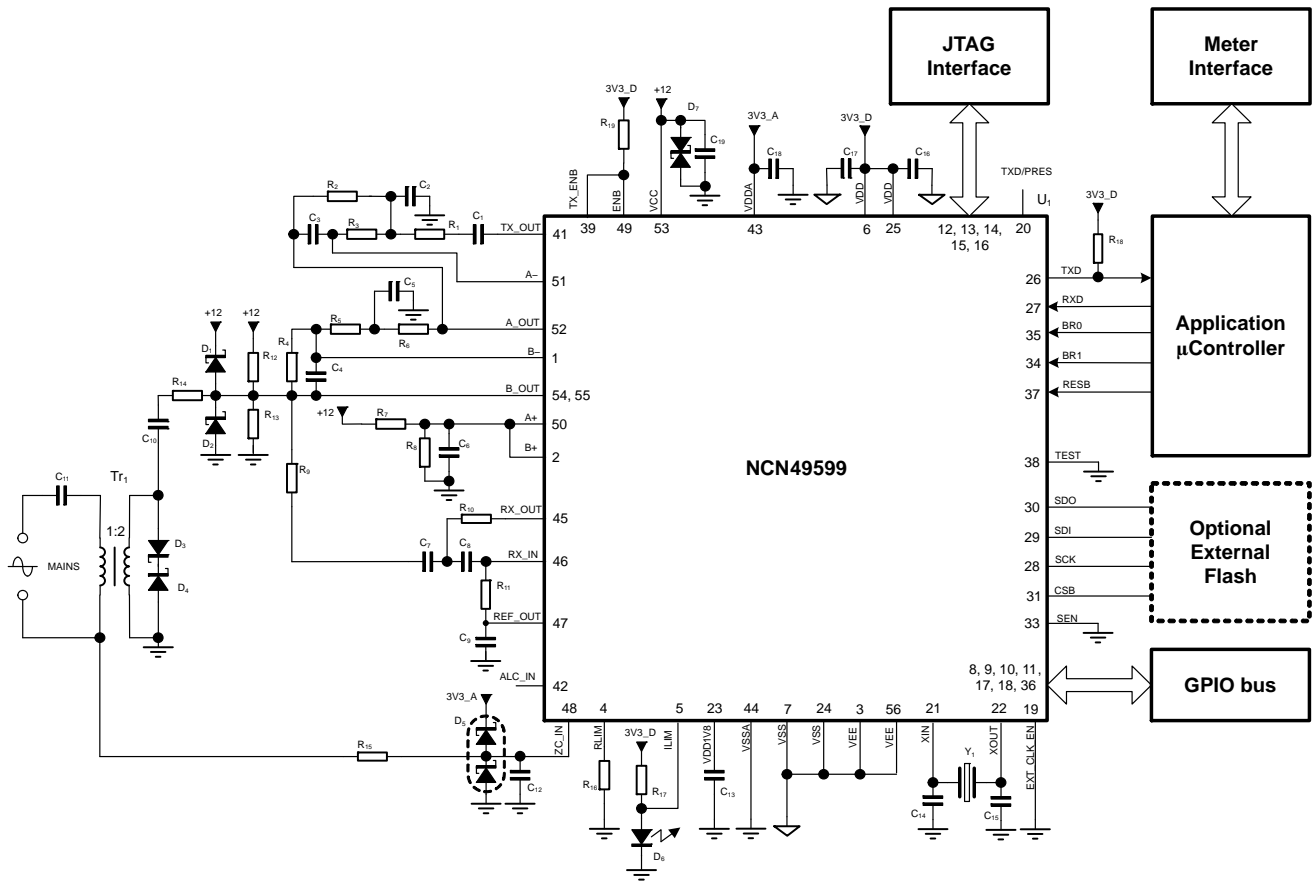 JTAG
Interface
Meter
Interface
3V3_D
+12
D7
3V3_A
3V3_D
R19
C19
C18
C17
C16
TXD/PRES
TX_ENB
ENB
VCC
VDDA
VDD
VDD
U1
39
49
53
43
6
25
12, 13, 14,
15, 16
20
R2
C2
C3
R3
R1
C1
TX_OUT
41
A−
51
C5
R5
R6
A_OUT
52
+12
+12
D1
R12
R4
B−
1
C4
R14
B_OUT
54, 55
D2
R13
+12
R7
A+
50
C10
R8
C6
B+
2
R9
C11
Tr1
1:2
R10
RX_OUT
45
D3
C7
C8
RX_IN
46
MAINS
D4
R11
REF_OUT
47
C9
ALC_IN
42
NCN49599
3V3_D
R18
26
TXD
27
RXD
35
BR0
34
BR1
37
RESB
Application
μController
38
TEST
30
SDO
29
SDI
28
SCK
31
CSB
33
SEN
Optional
External
Flash
8, 9, 10, 11,
17, 18, 36
GPIO bus
48
4
5
23
44
7
24
3
56
21
22
19
ZC_IN
RLIM
ILIM
VDD1V8
VSSA
VSS
VSS
VEE
VEE
XIN
XOUT
EXT_CLK_EN
3V3_A
D5
R15
C12
R16
3V3_D
R17
D6
C13
Y1
C14
C15